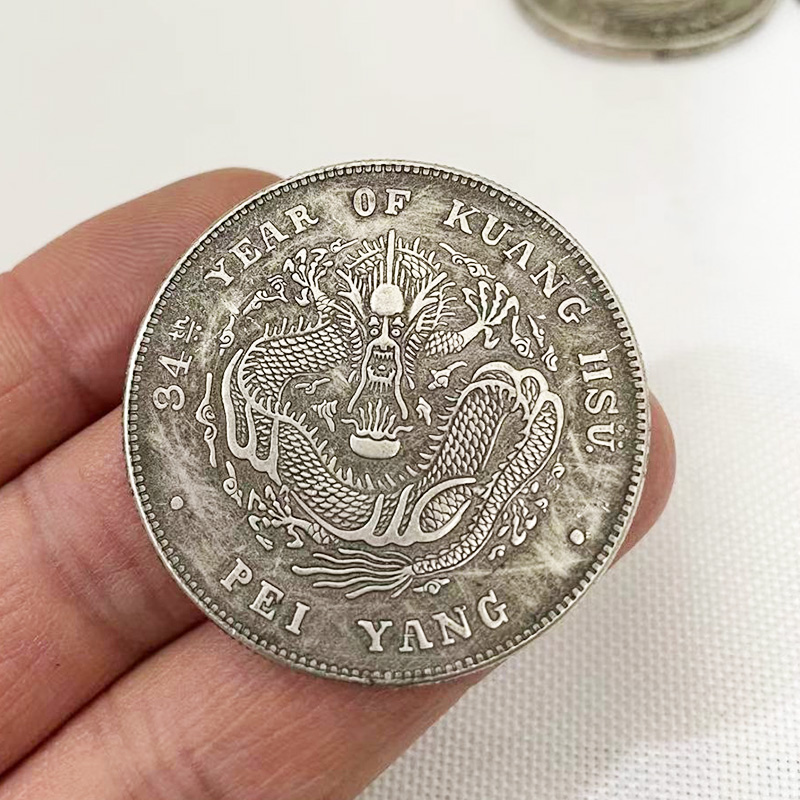 34th YEAR OF KUANG HSÜ.
PEI YANG